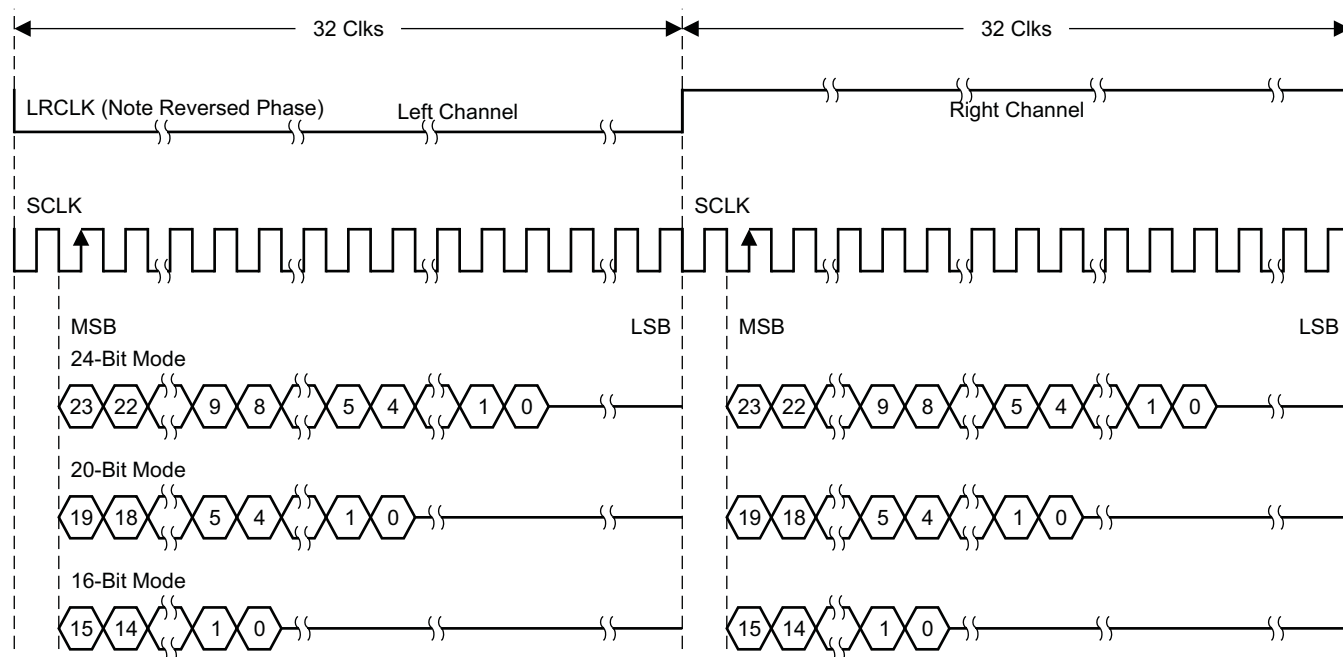 32 Clks 32 Clks
LRCLK (Note Reversed Phase) Left Channel Right Channel
SCLK SCLK
MSB LSB MSB LSB
24-Bit Mode
23 22 9 8 5 4 1 0 23 22 9 8 5 4 1 0
20-Bit Mode
19 18 5 4 1 0 19 18 5 4 1 0
16-Bit Mode
15 14 1 0 15 14 1 0